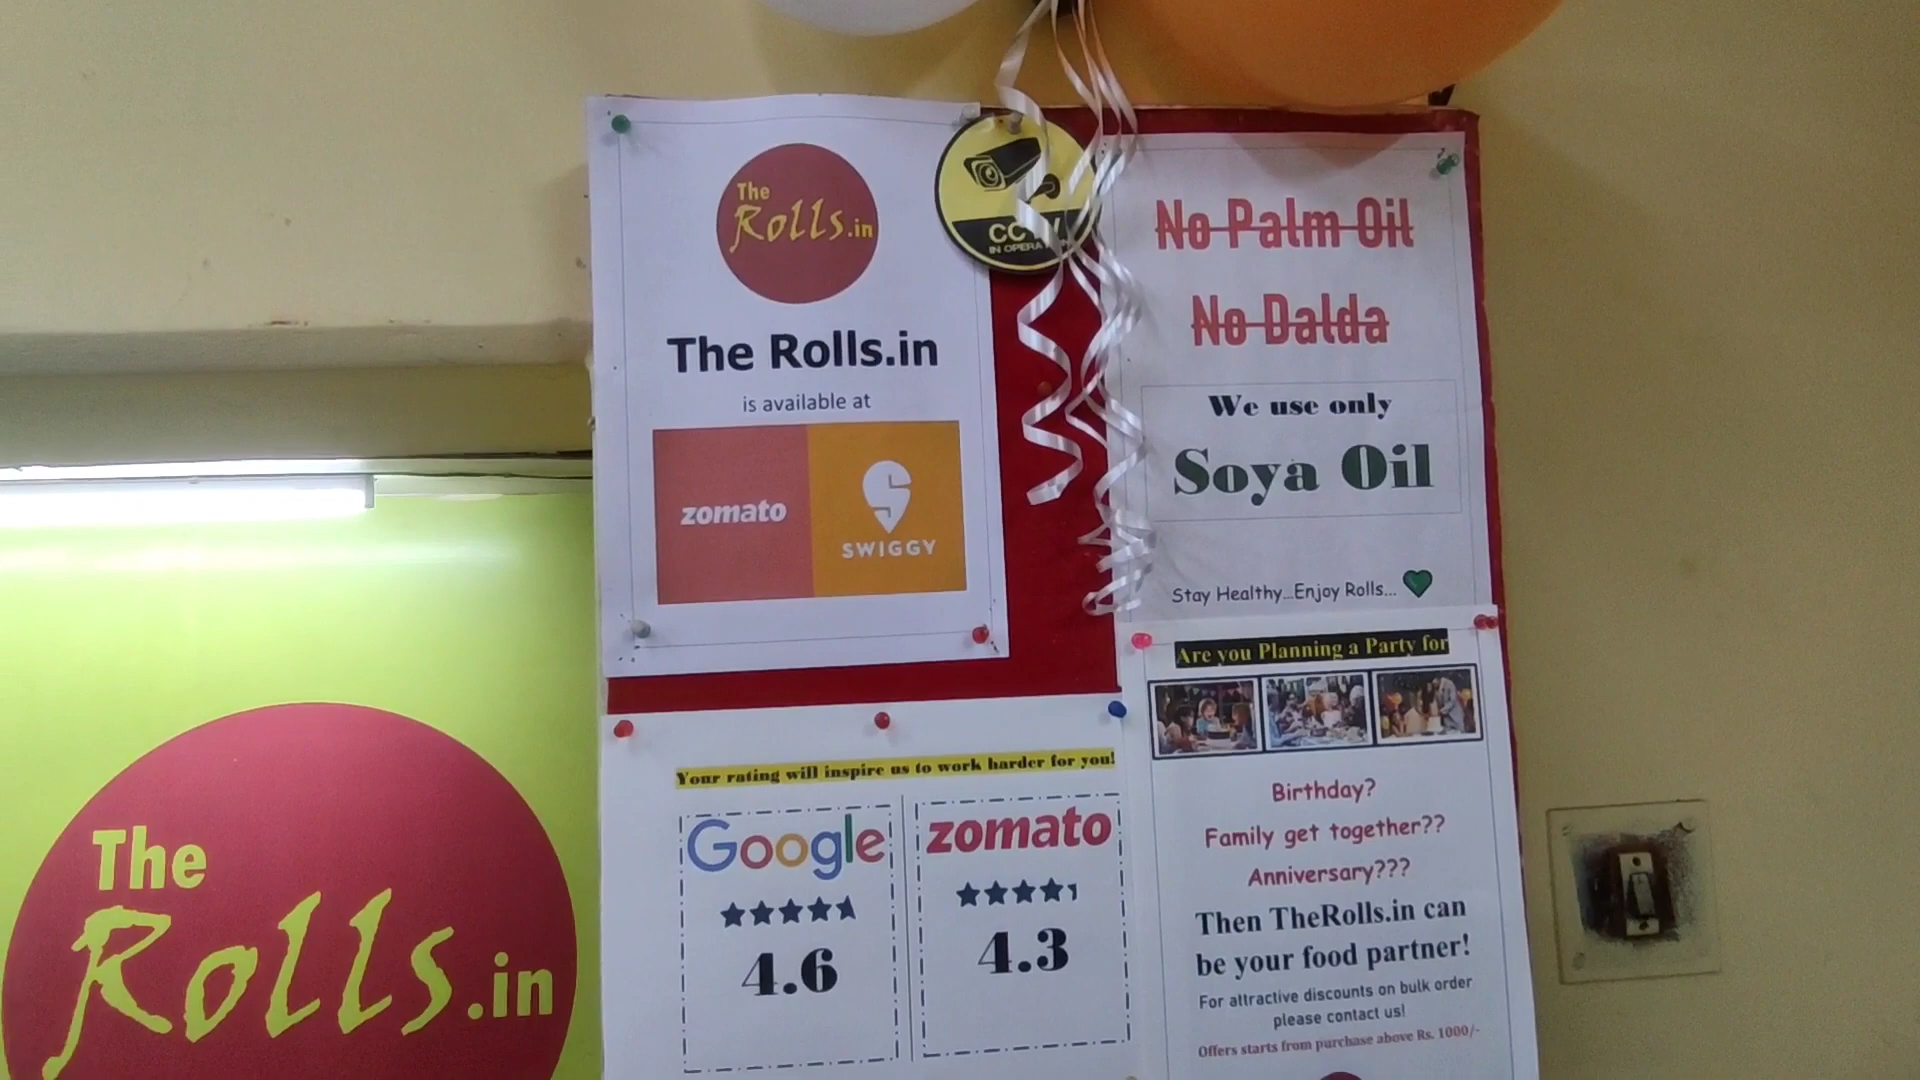 The
Rolls.in
The Rolls.in
is available at
zomato
SWIGGY
CCTV
IN OPERA
No Palm Oil
No Dalda
We use only
Soya Oil
Stay Healthy...Enjoy Rolls...
Your rating will inspire us to work harder for you!
Google
4.6
zomato
4.3
Are you Planning a Party for
Birthday?
Family get together??
Anniversary???
Then TheRolls.in can
be your food partner!
For attractive discounts on bulk order
please contact us!
Offers starts from purchase above Rs. 1000/-
The
Rolls.in